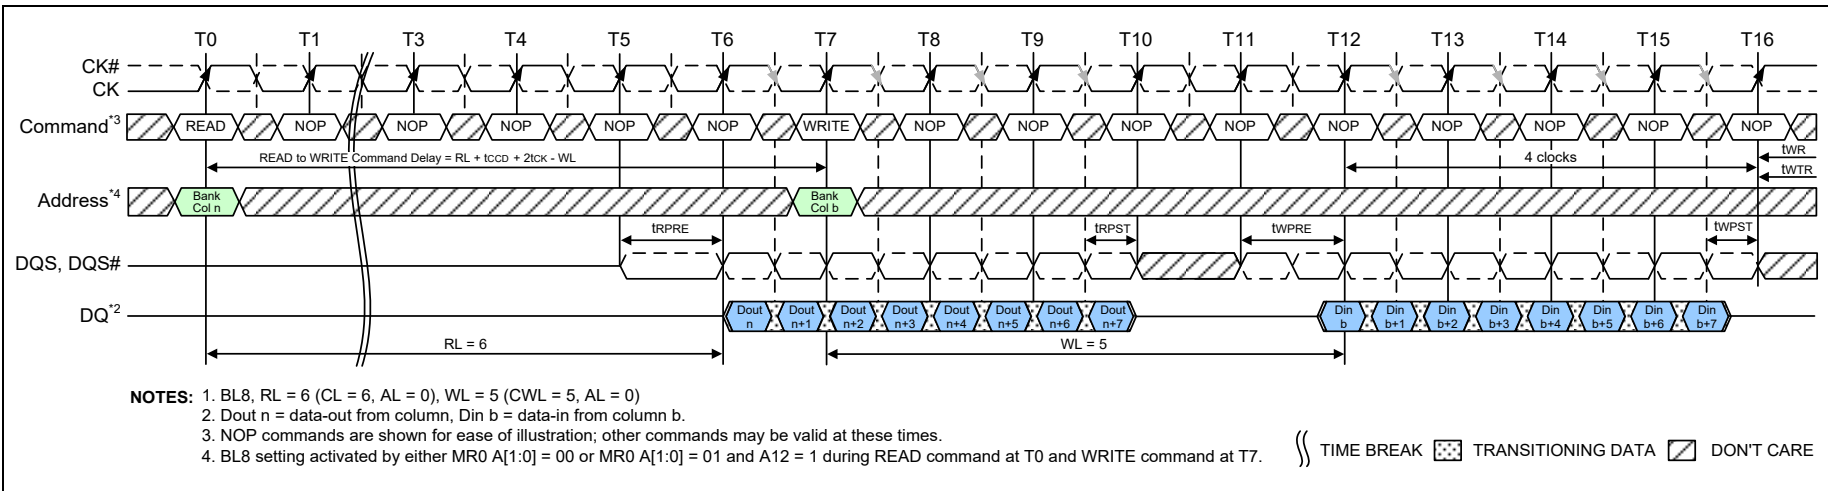 T0 T1 T3 T4 T5 T6 T7 T8 T9 T10 T11 T12 T13 T14 T15 T16
CK#
CK
Command*3 READ NOP NOP NOP NOP NOP WRITE NOP NOP NOP NOP NOP NOP NOP NOP NOP
READ to WRITE Command Delay = RL + tCCD + 2tCK - WL 4 clocks tWR
tWTR
Address*4 Bank Col n Bank Col b
tRPRE tRPST tWPRE tWPST
DQS, DQS#
DQ*2 Dout n Dout n+1 Dout n+2 Dout n+3 Dout n+4 Dout n+5 Dout n+6 Dout n+7 Din b Din b+1 Din b+2 Din b+3 Din b+4 Din b+5 Din b+6 Din b+7
RL = 6 WL = 5
NOTES: 1. BL8, RL = 6 (CL = 6, AL = 0), WL = 5 (CWL = 5, AL = 0)
2. Dout n = data-out from column, Din b = data-in from column b.
3. NOP commands are shown for ease of illustration; other commands may be valid at these times.
4. BL8 setting activated by either MR0 A[1:0] = 00 or MR0 A[1:0] = 01 and A12 = 1 during READ command at T0 and WRITE command at T7.
TIME BREAK TRANSITIONING DATA DON'T CARE